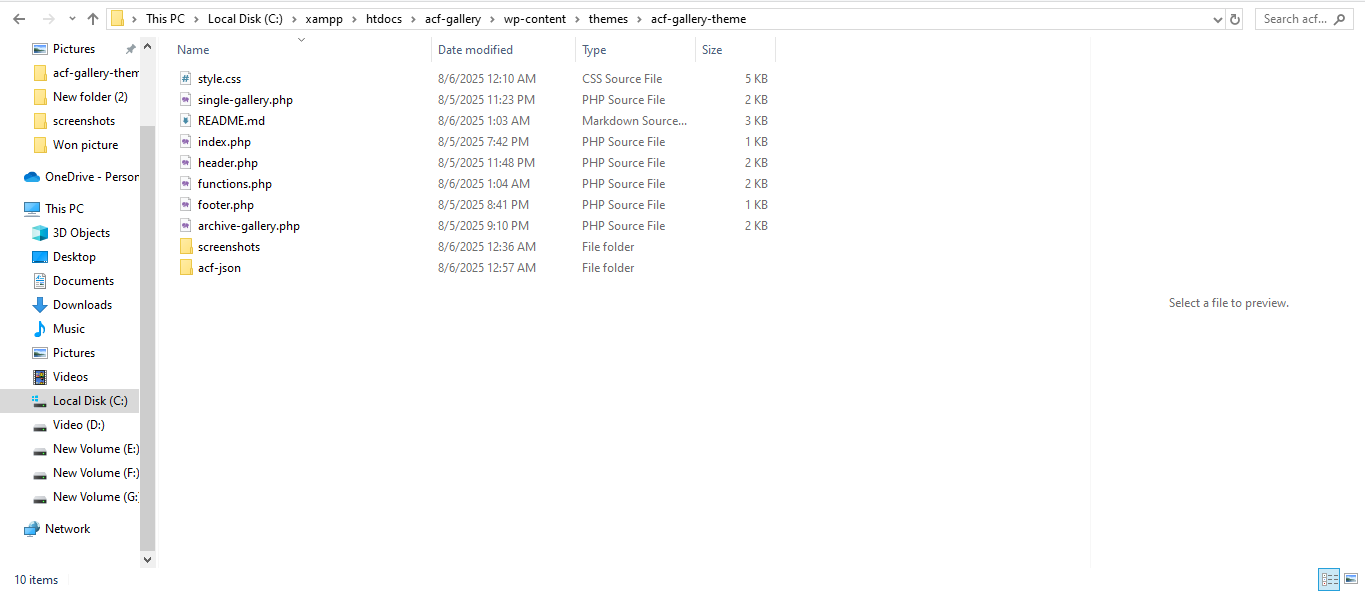 This PC > Local Disk (C:) > xampp > htdocs > acf-gallery > wp-content > themes > acf-gallery-theme
Search acf...
Pictures
acf-gallery-them
New folder (2)
screenshots
Won picture
OneDrive - Person
This PC
3D Objects
Desktop
Documents
Downloads
Music
Pictures
Videos
Local Disk (C:)
Video (D:)
New Volume (E:)
New Volume (F:)
New Volume (G:
Network
Name Date modified Type Size
style.css 8/6/2025 12:10 AM CSS Source File 5 KB
single-gallery.php 8/5/2025 11:23 PM PHP Source File 2 KB
README.md 8/6/2025 1:03 AM Markdown Source... 3 KB
index.php 8/5/2025 7:42 PM PHP Source File 1 KB
header.php 8/5/2025 11:48 PM PHP Source File 2 KB
functions.php 8/6/2025 1:04 AM PHP Source File 2 KB
footer.php 8/5/2025 8:41 PM PHP Source File 1 KB
archive-gallery.php 8/5/2025 9:10 PM PHP Source File 2 KB
screenshots 8/6/2025 12:36 AM File folder
acf-json 8/6/2025 12:57 AM File folder
Select a file to preview.
10 items